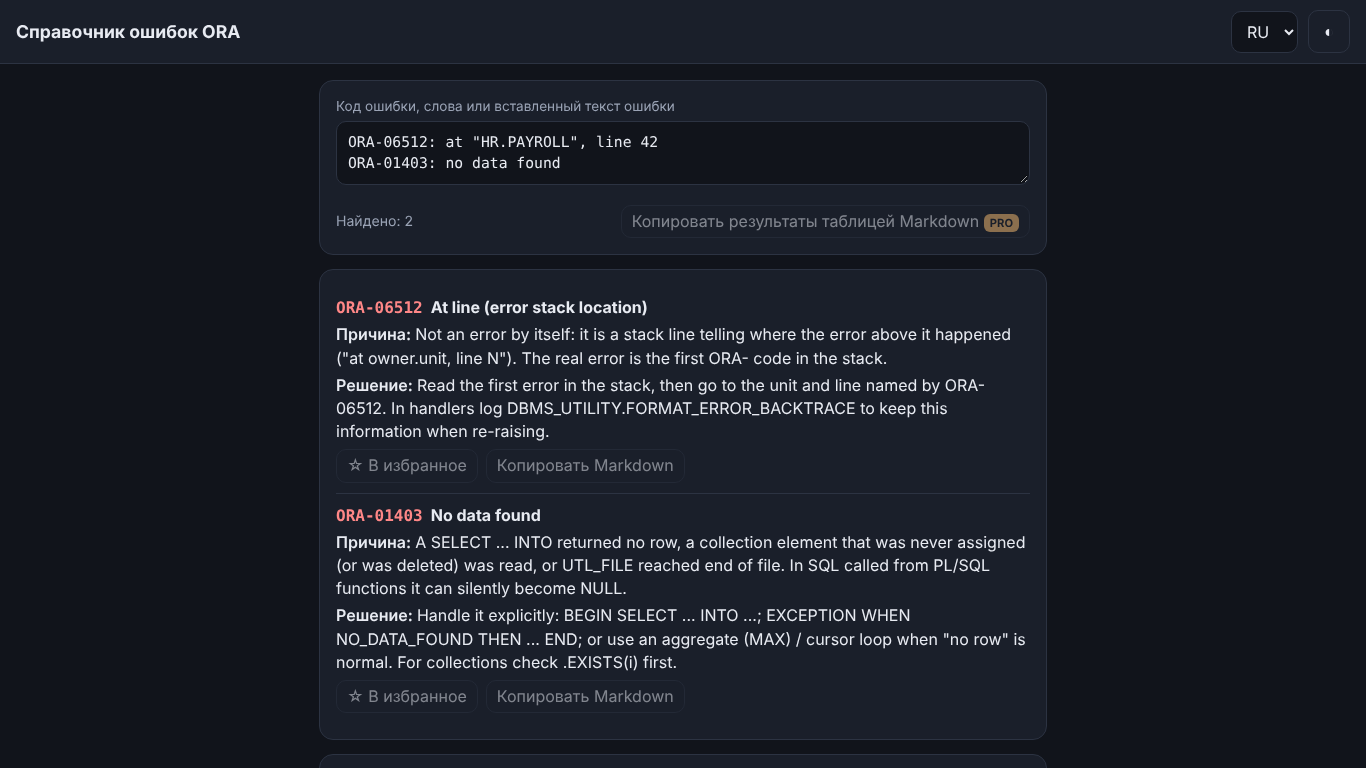 Справочник ошибок ORA
RU
Код ошибки, слова или вставленный текст ошибки
ORA-06512: at "HR.PAYROLL", line 42
ORA-01403: no data found
Найдено: 2
Копировать результаты таблицей Markdown PRO
ORA-06512 At line (error stack location)
Причина: Not an error by itself: it is a stack line telling where the error above it happened
("at owner.unit, line N"). The real error is the first ORA- code in the stack.
Решение: Read the first error in the stack, then go to the unit and line named by ORA-
06512. In handlers log DBMS_UTILITY.FORMAT_ERROR_BACKTRACE to keep this
information when re-raising.
☆ В избранное Копировать Markdown
ORA-01403 No data found
Причина: A SELECT ... INTO returned no row, a collection element that was never assigned
(or was deleted) was read, or UTL_FILE reached end of file. In SQL called from PL/SQL
functions it can silently become NULL.
Решение: Handle it explicitly: BEGIN SELECT ... INTO ...; EXCEPTION WHEN
NO_DATA_FOUND THEN ... END; or use an aggregate (MAX) / cursor loop when "no row" is
normal. For collections check .EXISTS(i) first.
☆ В избранное Копировать Markdown